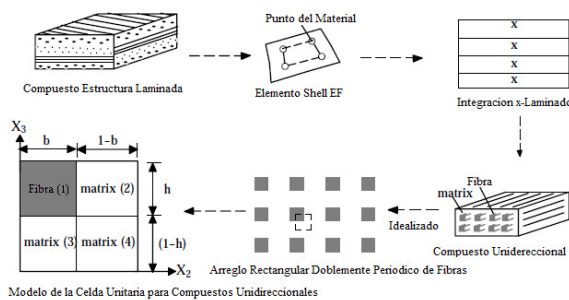 Compuesto Estructura Laminada
Punto del Material
Elemento Shell EF
x
x
x
x
Integracion x-Laminado
X3
b
1-b
Fibra (1)
matrix (2)
h
matrix (3)
matrix (4)
(1-h)
X2
Modelo de la Celda Unitaria para Compuestos Unidireccionales
Arreglo Rectangular Doblemente Periodico de Fibras
Idealizado
Fibra
matrix
Compuesto Unidereccional